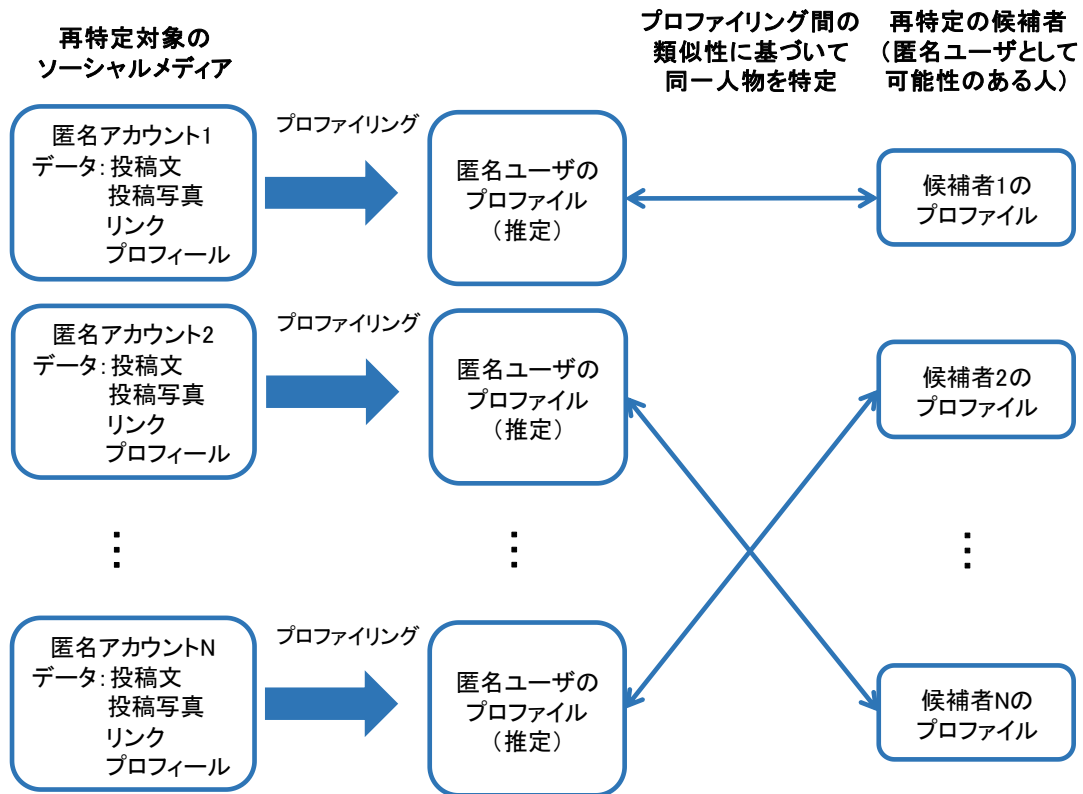 再特定対象の
ソーシャルメディア
プロファイリング間の
類似性に基づいて
同一人物を特定
再特定の候補者
（匿名ユーザとして
可能性のある人）
匿名アカウント1
データ：投稿文
投稿写真
リンク
プロフィール
プロファイリング
匿名ユーザの
プロファイル
（推定）
候補者1の
プロファイル
匿名アカウント2
データ：投稿文
投稿写真
リンク
プロフィール
プロファイリング
匿名ユーザの
プロファイル
（推定）
候補者2の
プロファイル
⋮
⋮
⋮
匿名アカウントN
データ：投稿文
投稿写真
リンク
プロフィール
プロファイリング
匿名ユーザの
プロファイル
（推定）
候補者Nの
プロファイル